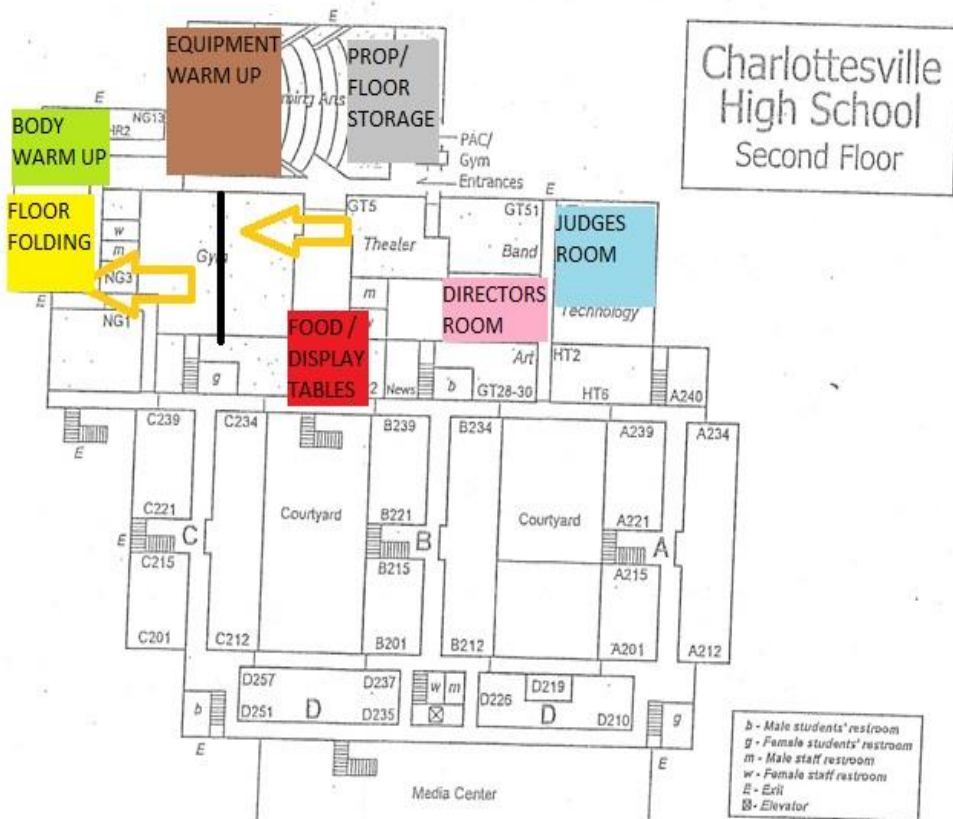 E
EQUIPMENT
WARM UP
PROP/
FLOOR
STORAGE
Charlottesville
High School
Second Floor
E
NG13
HR2
BODY
WARM UP
PAC/
Gym
Entrances
E
FLOOR
FOLDING
w
m
NG3
E
NG1
Gym
GT5
Theater
GT51
Band
JUDGES
ROOM
Technology
m
DIRECTORS
ROOM
FOOD /
DISPLAY
TABLES
g
News
b
Art
GT28-30
HT2
HT6
A240
E
C239
C234
B239
B234
A239
A234
C221
Courtyard
B221
Courtyard
A221
E
C
B
A
C215
B215
A215
C201
C212
B201
B212
A201
A212
D257
D237
D251
D
D235
w
m
D226
D219
D
D210
b
g
E
E
Media Center
b - Male students' restroom
g - Female students' restroom
m - Male staff restroom
w - Female staff restroom
E - Exit
☒ - Elevator